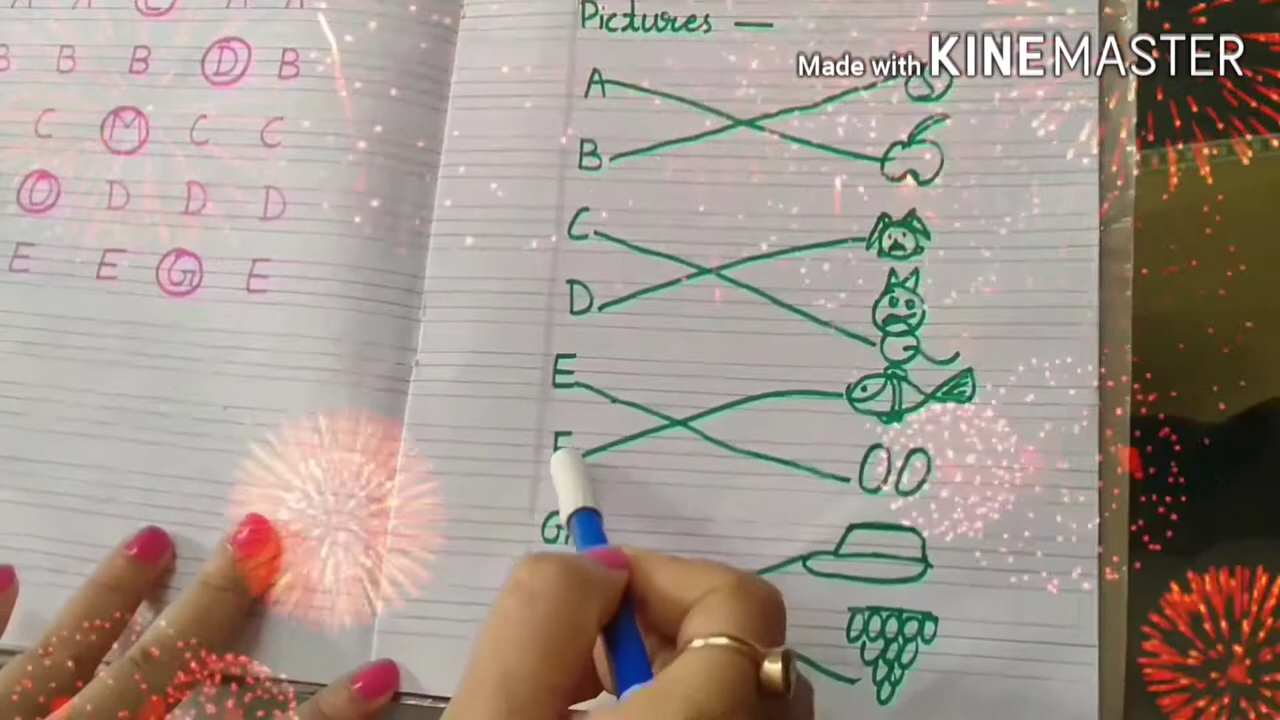 A A C A A
B B B D B
C M C C
O D D D
E E G E
Pictures —
A
B
C
D
E
F
G
Made with KINEMASTER